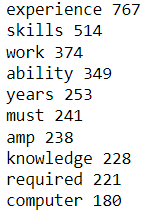 experience 767
skills 514
work 374
ability 349
years 253
must 241
amp 238
knowledge 228
required 221
computer 180